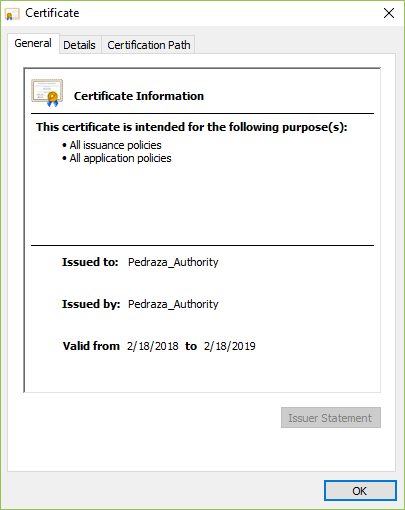 Certificate
General Details Certification Path
Certificate Information
This certificate is intended for the following purpose(s):
• All issuance policies
• All application policies
Issued to: Pedraza_Authority
Issued by: Pedraza_Authority
Valid from 2/18/2018 to 2/18/2019
Issuer Statement
OK